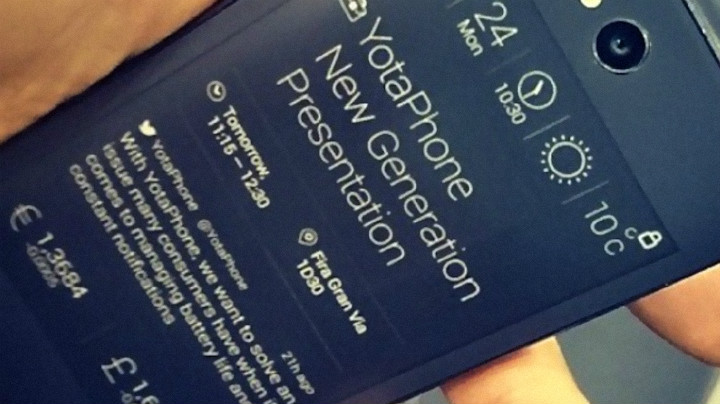 24
Mon
10:30
10 C
YotaPhone
New Generation
Presentation
Tomorrow,
11:15 – 12:30
Fira Gran Via
1030
YotaPhone @YotaPhone 21h ago
With YotaPhone, we want to solve an
issue many consumers have when
comes to managing battery life and
constant notifications
€ 1,3684
£